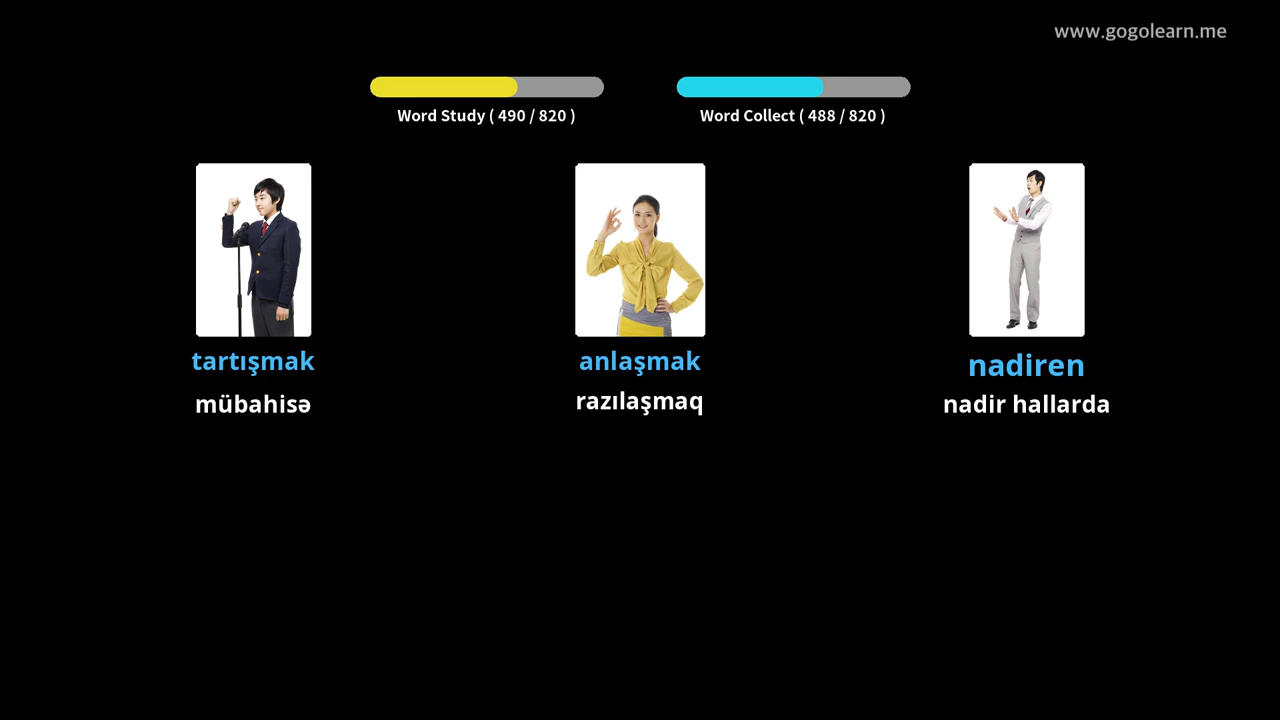 www.gogolearn.me
Word Study ( 490 / 820 )
Word Collect ( 488 / 820 )
tartışmak
mübahisə
anlaşmak
razılaşmaq
nadiren
nadir hallarda